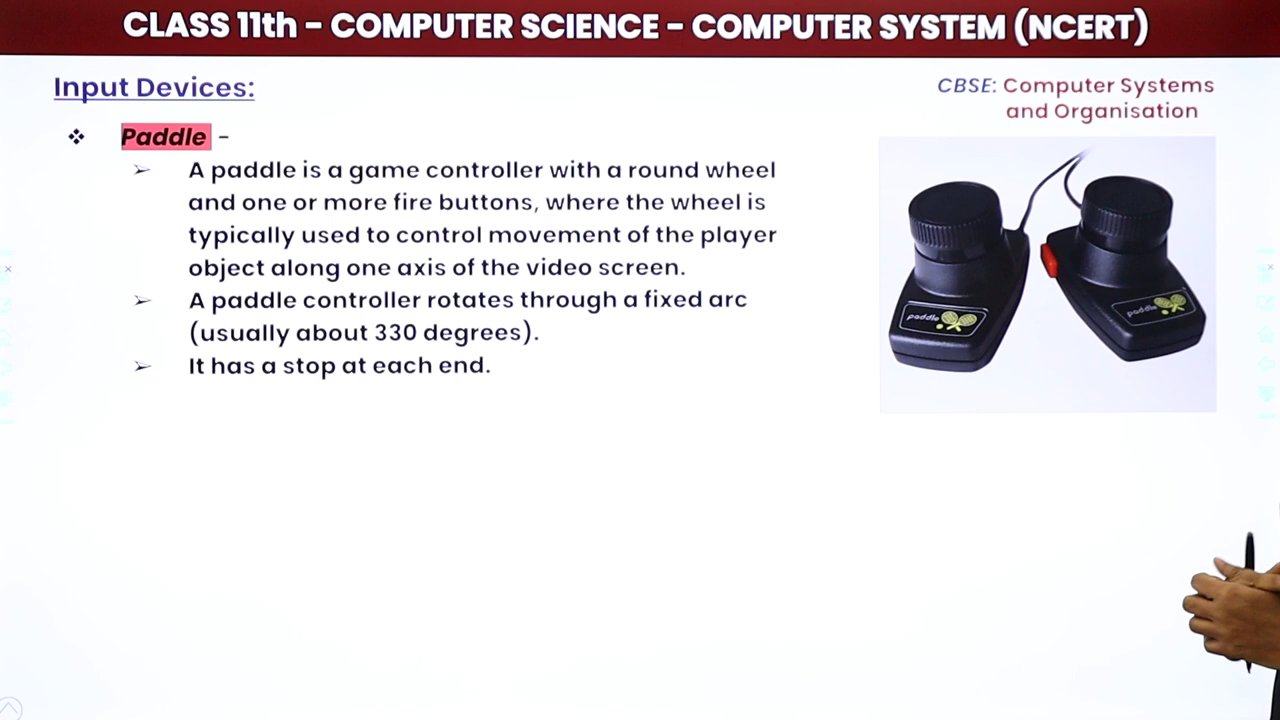 CLASS 11th - COMPUTER SCIENCE - COMPUTER SYSTEM (NCERT)
Input Devices:
CBSE: Computer Systems
and Organisation
❖ Paddle -
➢ A paddle is a game controller with a round wheel
and one or more fire buttons, where the wheel is
typically used to control movement of the player
object along one axis of the video screen.
➢ A paddle controller rotates through a fixed arc
(usually about 330 degrees).
➢ It has a stop at each end.
paddle
paddle